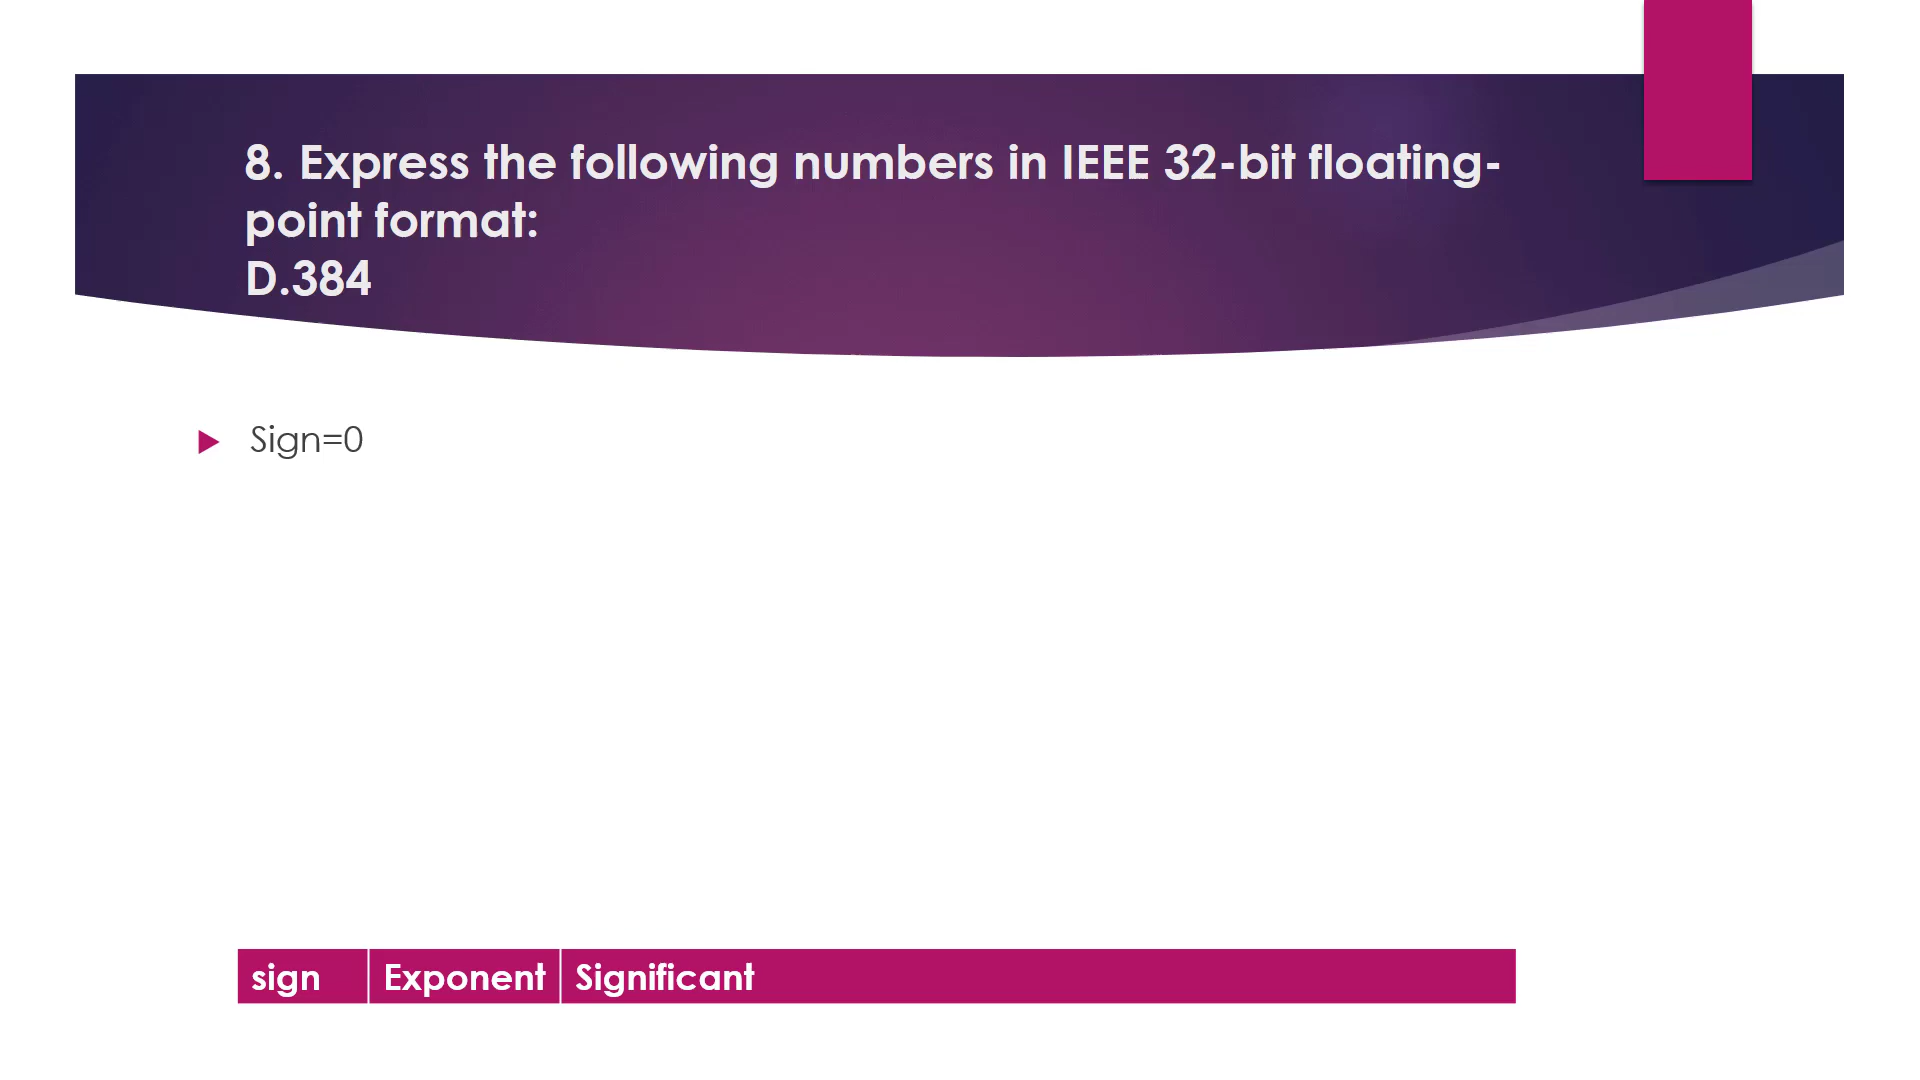 8. Express the following numbers in IEEE 32-bit floating-
point format:
D.384
Sign=0
sign Exponent Significant